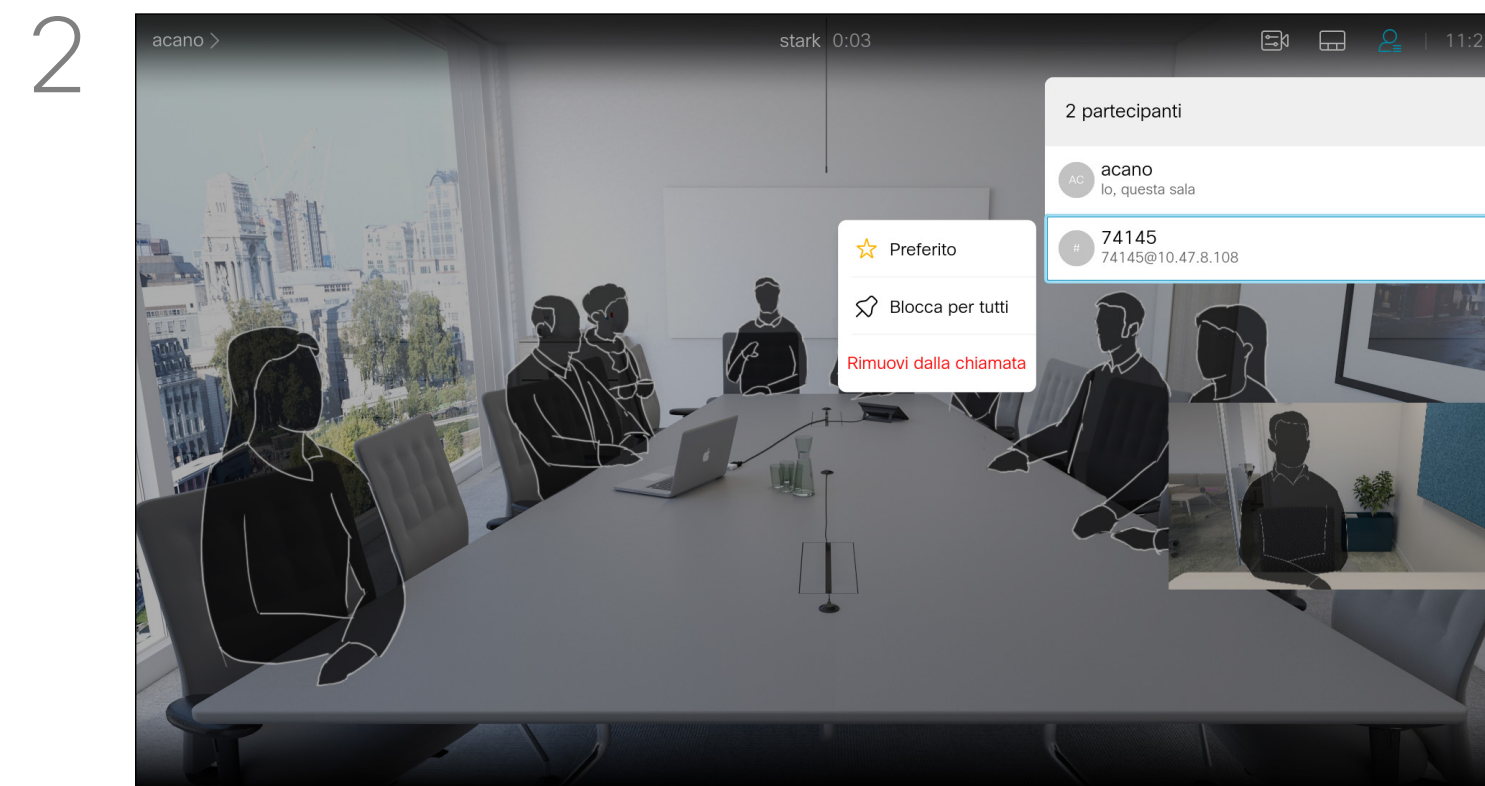 2
acano >
stark 0:03
11:2
2 partecipanti
AC
acano
Io, questa sala
#
74145
74145@10.47.8.108
Preferito
Blocca per tutti
Rimuovi dalla chiamata